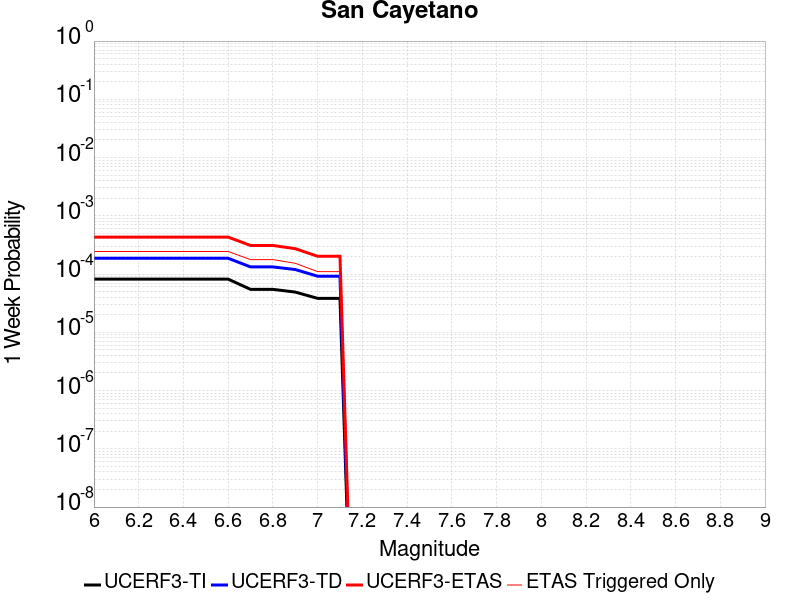 San Cayetano
10^0
10^-1
10^-2
10^-3
10^-4
10^-5
10^-6
10^-7
10^-8
1 Week Probability
6 6.2 6.4 6.6 6.8 7 7.2 7.4 7.6 7.8 8 8.2 8.4 8.6 8.8 9
Magnitude
UCERF3-TI UCERF3-TD UCERF3-ETAS ETAS Triggered Only